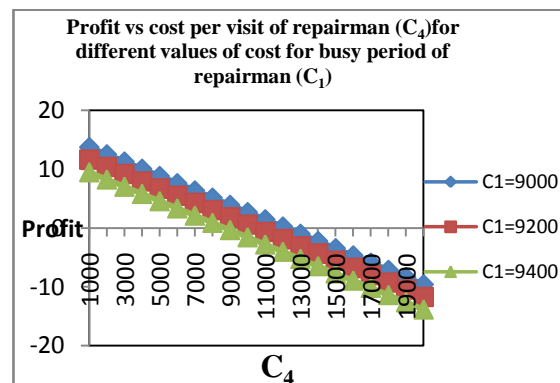 Profit vs cost per visit of repairman (C4)for
different values of cost for busy period of
repairman (C1)
20
10
0
-10
-20
Profit
1000
3000
5000
7000
9000
11000
13000
15000
17000
19000
C4
C1=9000
C1=9200
C1=9400